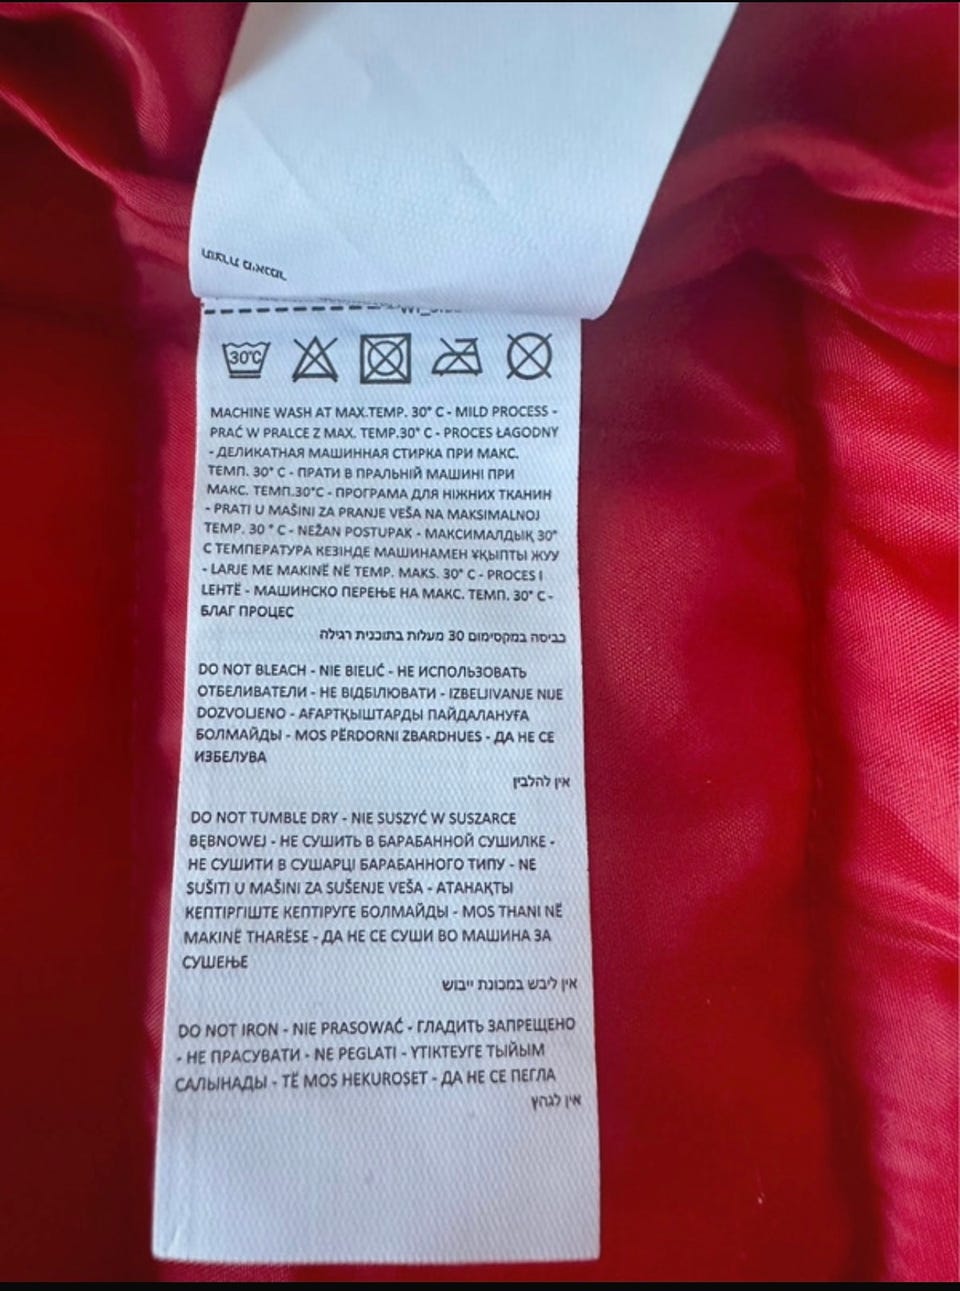 30°C
MACHINE WASH AT MAX.TEMP. 30° C - MILD PROCESS -
PRAĆ W PRALCE Z MAX. TEMP.30° C - PROCES ŁAGODNY
- ДЕЛИКАТНАЯ МАШИННАЯ СТИРКА ПРИ МАКС.
ТЕМП. 30° С - ПРАТИ В ПРАЛЬНІЙ МАШИНІ ПРИ
МАКС. ТЕМП.30°С - ПРОГРАМА ДЛЯ НІЖНИХ ТКАНИН
- PRATI U MAŠINI ZA PRANJE VEŠA NA MAKSIMALNOJ
TEMP. 30 ° C - NEŽAN POSTUPAK - МАКСИМАЛДЫҚ 30°
С ТЕМПЕРАТУРА КЕЗІНДЕ МАШИНАМЕН ҰҚЫПТЫ ЖУУ
- LARJE ME MAKINË NË TEMP. MAKS. 30° C - PROCES I
LEHTË - МАШИНСКО ПЕРЕЊЕ НА МАКС. ТЕМП. 30° С -
БЛАГ ПРОЦЕС
כביסה במקסימום 30 מעלות בתוכנית רגילה
DO NOT BLEACH - NIE BIELIĆ - НЕ ИСПОЛЬЗОВАТЬ
ОТБЕЛИВАТЕЛИ - НЕ ВІДБІЛЮВАТИ - IZBELJIVANJE NIJE
DOZVOLJENO - АҒАРТҚЫШТАРДЫ ПАЙДАЛАНУҒА
БОЛМАЙДЫ - MOS PËRDORNI ZBARDHUES - ДА НЕ СЕ
ИЗБЕЛУВА
אין להלבין
DO NOT TUMBLE DRY - NIE SUSZYĆ W SUSZARCE
BĘBNOWEJ - НЕ СУШИТЬ В БАРАБАННОЙ СУШИЛКЕ -
НЕ СУШИТИ В СУШАРЦІ БАРАБАННОГО ТИПУ - NE
SUŠITI U MAŠINI ZA SUŠENJE VEŠA - АТАНАҚТЫ
КЕПТІРГІШТЕ КЕПТІРУГЕ БОЛМАЙДЫ - MOS THANI NË
MAKINË THARËSE - ДА НЕ СЕ СУШИ ВО МАШИНА ЗА
СУШЕЊЕ
אין ליבש במכונת ייבוש
DO NOT IRON - NIE PRASOWAĆ - ГЛАДИТЬ ЗАПРЕЩЕНО
- НЕ ПРАСУВАТИ - NE PEGLATI - ҮТІКТЕУГЕ ТЫЙЫМ
САЛЫНАДЫ - TË MOS HEKUROSET - ДА НЕ СЕ ПЕГЛА
אין לגהץ